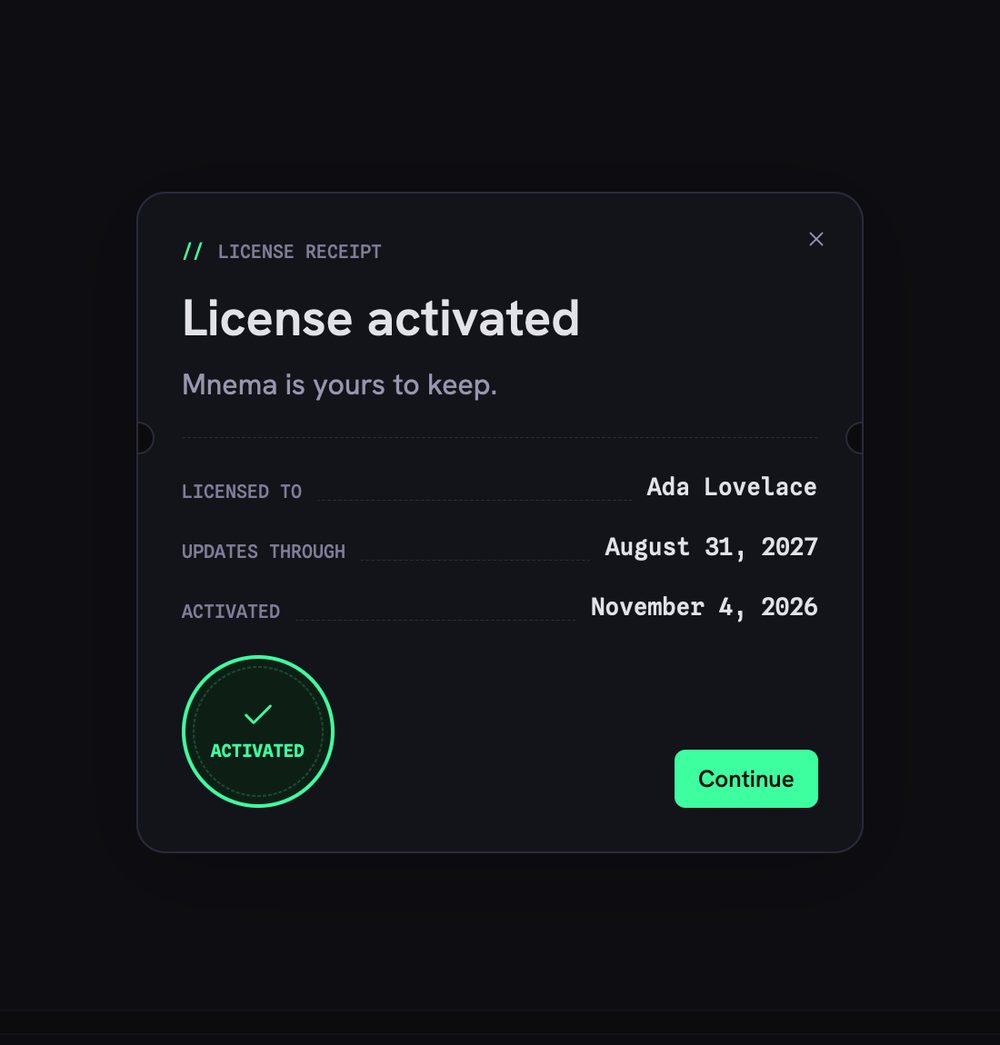 // LICENSE RECEIPT
License activated
Mnema is yours to keep.
LICENSED TO Ada Lovelace
UPDATES THROUGH August 31, 2027
ACTIVATED November 4, 2026
ACTIVATED
Continue